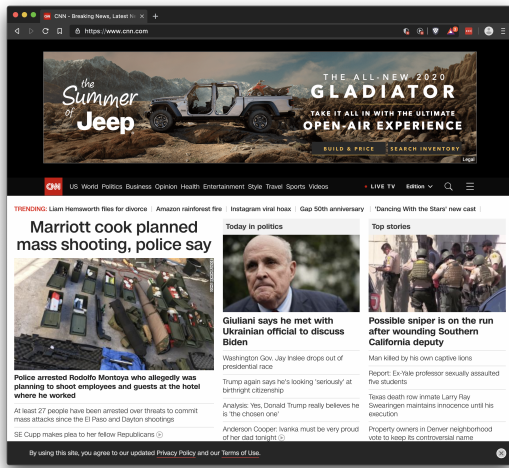 CNN - Breaking News, Latest Ne
https://www.cnn.com
the
Summer
of Jeep
THE ALL-NEW 2020
GLADIATOR
TAKE IT ALL IN WITH THE ULTIMATE
OPEN-AIR EXPERIENCE
BUILD & PRICE SEARCH INVENTORY
Legal
CNN US World Politics Business Opinion Health Entertainment Style Travel Sports Videos LIVE TV Edition
TRENDING: Liam Hemsworth files for divorce Amazon rainforest fire Instagram viral hoax Gap 50th anniversary 'Dancing With the Stars' new cast
Marriott cook planned
mass shooting, police say
Police arrested Rodolfo Montoya who allegedly was
planning to shoot employees and guests at the hotel
where he worked
At least 27 people have been arrested over threats to commit
mass attacks since the El Paso and Dayton shootings
SE Cupp makes plea to her fellow Republicans
Today in politics
Giuliani says he met with
Ukrainian official to discuss
Biden
Washington Gov. Jay Inslee drops out of
presidential race
Trump again says he's looking 'seriously' at
birthright citizenship
Analysis: Yes, Donald Trump really believes he
is 'the chosen one'
Anderson Cooper: Ivanka must be very proud
of her dad tonight
Top stories
Possible sniper is on the run
after wounding Southern
California deputy
Man killed by his own captive lions
Report: Ex-Yale professor sexually assaulted
five students
Texas death row inmate Larry Ray
Swearingen maintains innocence until his
execution
Property owners in Denver neighborhood
vote to keep its controversial name
By using this site, you agree to our updated Privacy Policy and our Terms of Use.